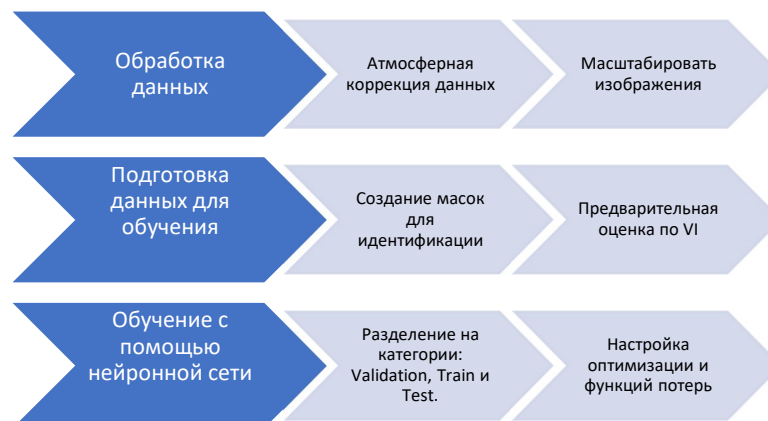 Обработка
данных
Атмосферная
коррекция данных
Масштабировать
изображения
Подготовка
данных для
обучения
Создание масок
для
идентификации
Предварительная
оценка по VI
Обучение с
помощью
нейронной сети
Разделение на
категории:
Validation, Train и
Test.
Настройка
оптимизации и
функций потерь